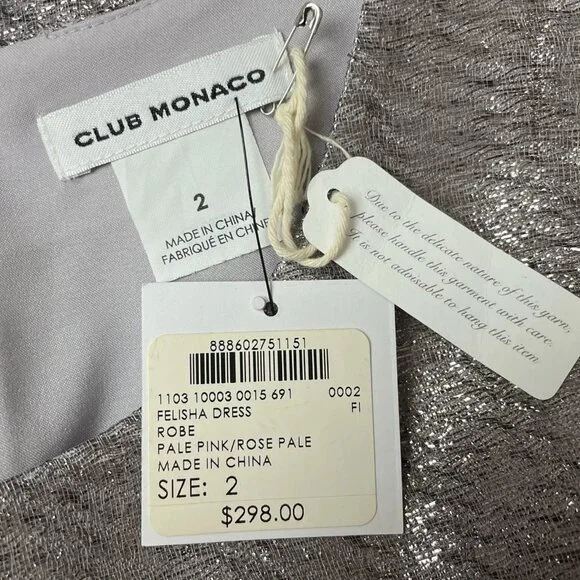 CLUB MONACO
2
MADE IN CHINA/
FABRIQUÉ EN CHINE
Due to the delicate nature of this yarn,
please handle this garment with care.
It is not advisable to hang this item
888602751151
1103 10003 0015 691 0002
FELISHA DRESS FI
ROBE
PALE PINK/ROSE PALE
MADE IN CHINA
SIZE: 2
$298.00